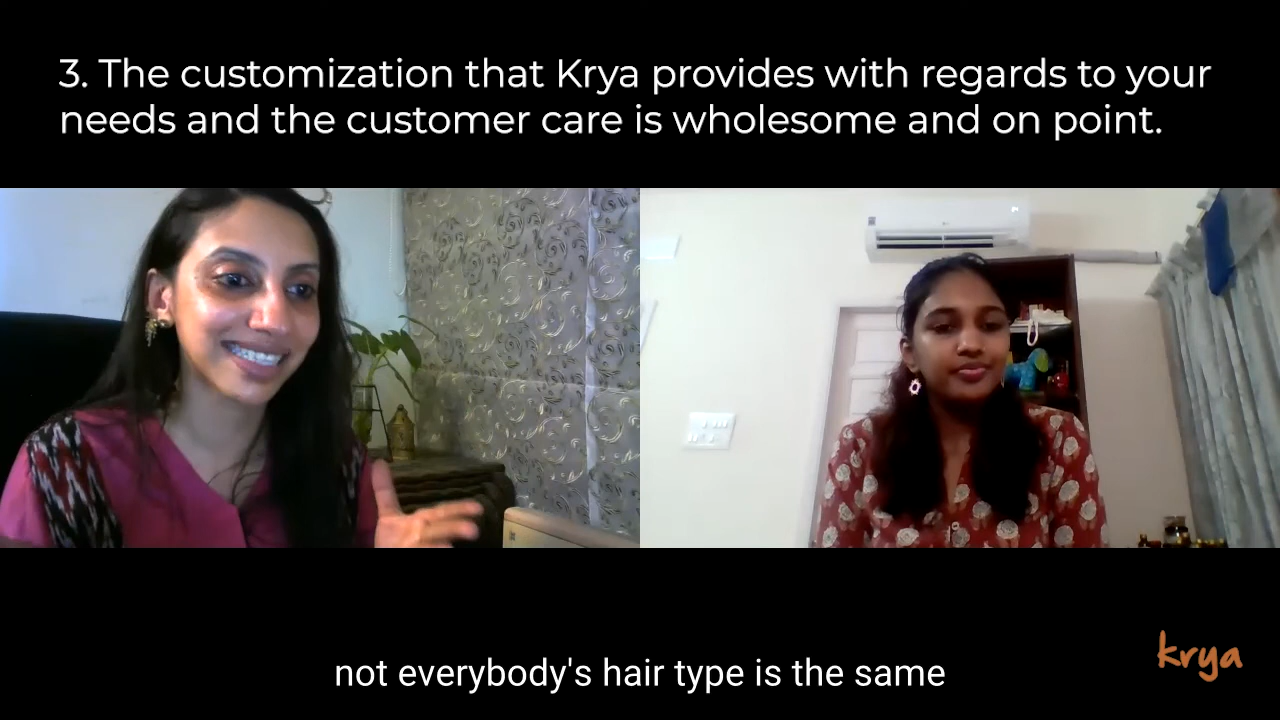 3. The customization that Krya provides with regards to your
needs and the customer care is wholesome and on point.
krya
not everybody's hair type is the same